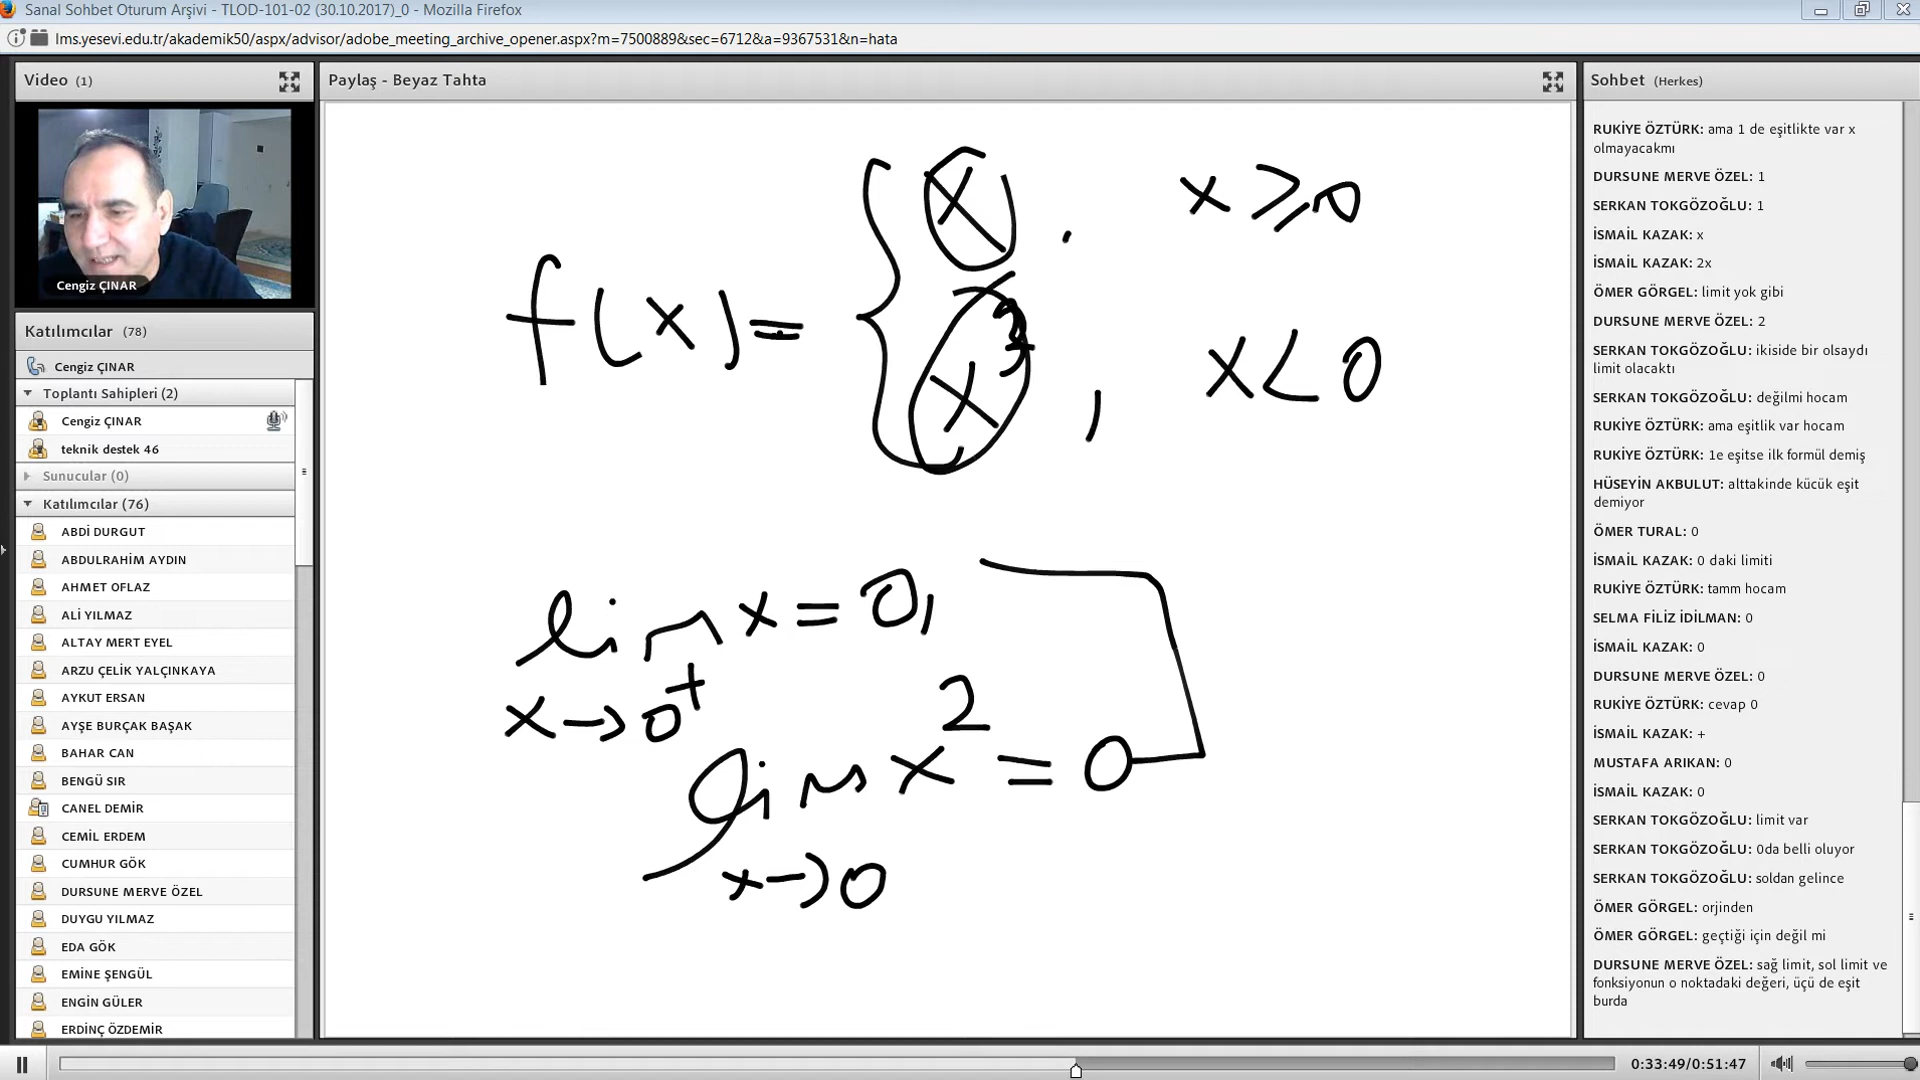 Sanal Sohbet Oturum Arşivi - TLOD-101-02 (30.10.2017)_0 - Mozilla Firefox
lms.yesevi.edu.tr/akademik50/aspx/advisor/adobe_meeting_archive_opener.aspx?m=7500889&sec=6712&a=9367531&n=hata
Video (1)
Cengiz ÇINAR
Katılımcılar (78)
Cengiz ÇINAR
Toplantı Sahipleri (2)
Cengiz ÇINAR
teknik destek 46
Sunucular (0)
Katılımcılar (76)
ABDİ DURGUT
ABDULRAHİM AYDIN
AHMET OFLAZ
ALİ YILMAZ
ALTAY MERT EYEL
ARZU ÇELİK YALÇINKAYA
AYKUT ERSAN
AYŞE BURÇAK BAŞAK
BAHAR CAN
BENGÜ SIR
CANEL DEMİR
CEMİL ERDEM
CUMHUR GÖK
DURSUNE MERVE ÖZEL
DUYGU YILMAZ
EDA GÖK
EMİNE ŞENGÜL
ENGİN GÜLER
ERDİNÇ ÖZDEMİR
Paylaş - Beyaz Tahta
x . x ⩾ 0
f(x) =
x , x < 0
lim x = 0,
x → 0⁺
lim x² = 0
x → 0
Sohbet (Herkes)
RUKİYE ÖZTÜRK: ama 1 de eşitlikte var x
olmayacakmı
DURSUNE MERVE ÖZEL: 1
SERKAN TOKGÖZOĞLU: 1
İSMAİL KAZAK: x
İSMAİL KAZAK: 2x
ÖMER GÖRGEL: limit yok gibi
DURSUNE MERVE ÖZEL: 2
SERKAN TOKGÖZOĞLU: ikiside bir olsaydı
limit olacaktı
SERKAN TOKGÖZOĞLU: değilmi hocam
RUKİYE ÖZTÜRK: ama eşitlik var hocam
RUKİYE ÖZTÜRK: 1e eşitse ilk formül demiş
HÜSEYİN AKBULUT: alttakinde kücük eşit
demiyor
ÖMER TURAL: 0
İSMAİL KAZAK: 0 daki limiti
RUKİYE ÖZTÜRK: tamm hocam
SELMA FİLİZ İDİLMAN: 0
İSMAİL KAZAK: 0
DURSUNE MERVE ÖZEL: 0
RUKİYE ÖZTÜRK: cevap 0
İSMAİL KAZAK: +
MUSTAFA ARIKAN: 0
İSMAİL KAZAK: 0
SERKAN TOKGÖZOĞLU: limit var
SERKAN TOKGÖZOĞLU: 0da belli oluyor
SERKAN TOKGÖZOĞLU: soldan gelince
ÖMER GÖRGEL: orjinden
ÖMER GÖRGEL: geçtiği için değil mi
DURSUNE MERVE ÖZEL: sağ limit, sol limit ve
fonksiyonun o noktadaki değeri, üçü de eşit
burda
0:33:49/0:51:47